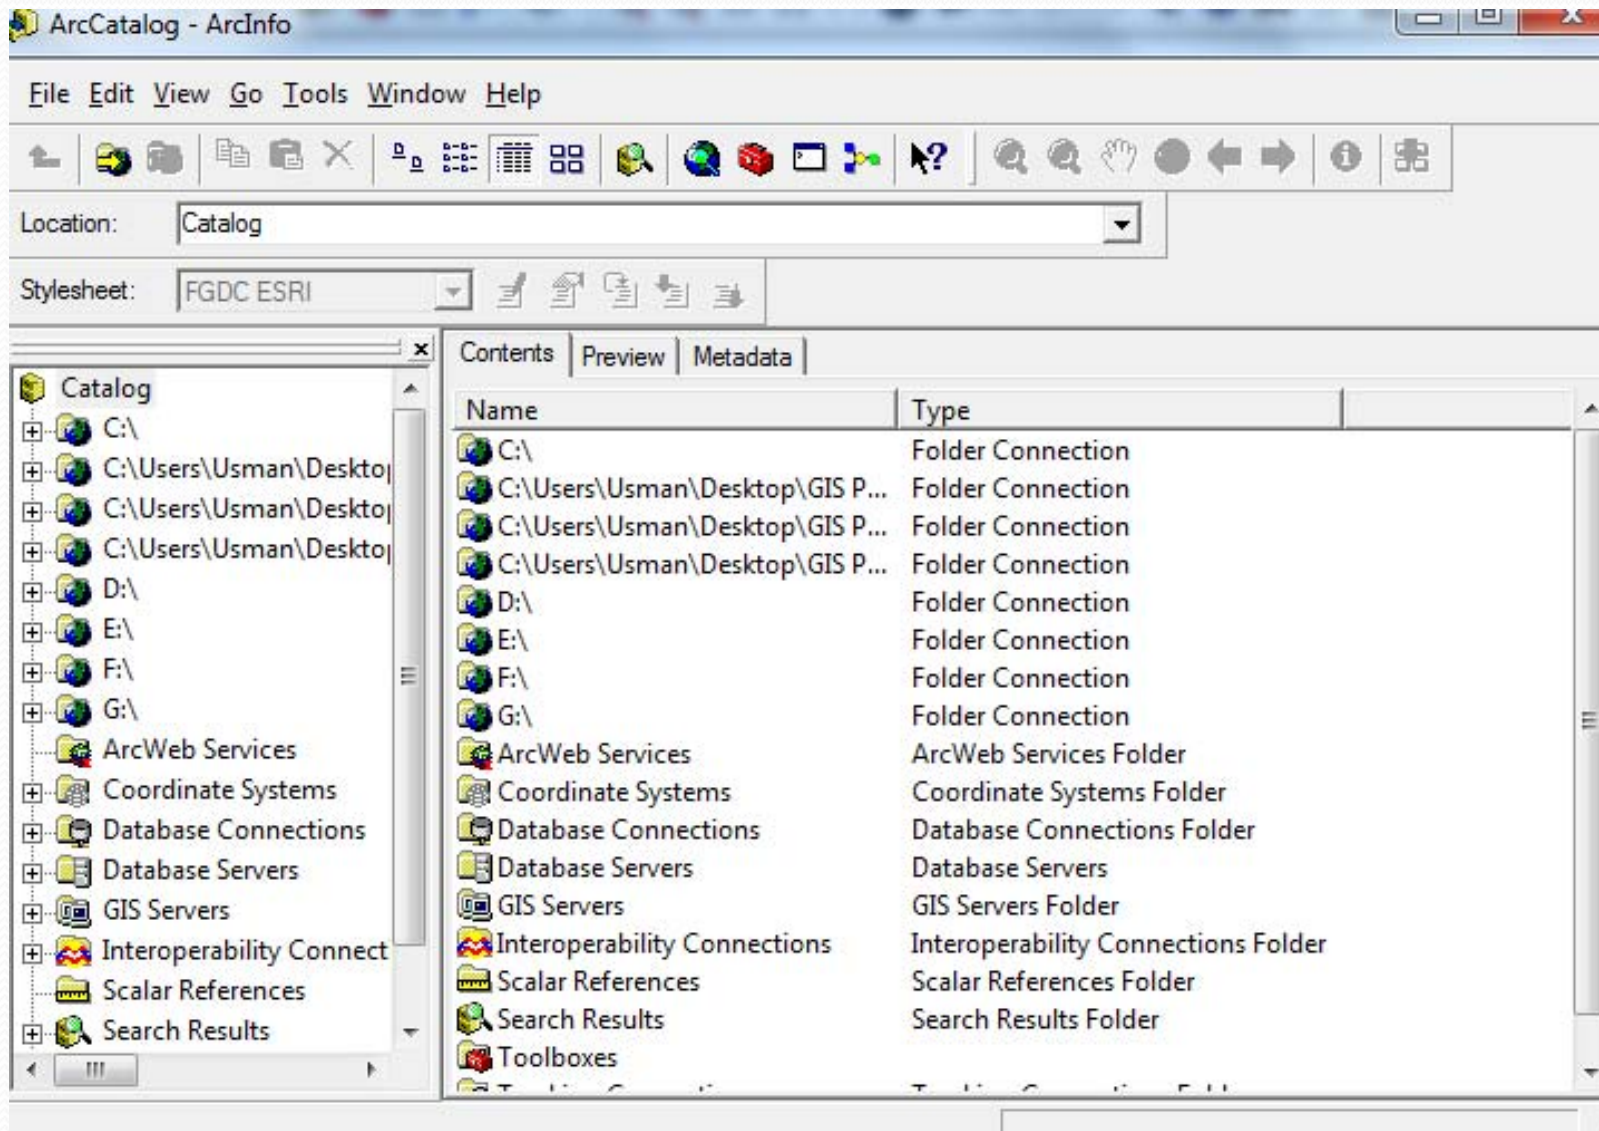 ArcCatalog - ArcInfo
File Edit View Go Tools Window Help
Location: Catalog
Stylesheet: FGDC ESRI
Catalog
C:\
C:\Users\Usman\Deskto
C:\Users\Usman\Deskto
C:\Users\Usman\Deskto
D:\
E:\
F:\
G:\
ArcWeb Services
Coordinate Systems
Database Connections
Database Servers
GIS Servers
Interoperability Connect
Scalar References
Search Results
Contents Preview Metadata
Name Type
C:\ Folder Connection
C:\Users\Usman\Desktop\GIS P... Folder Connection
C:\Users\Usman\Desktop\GIS P... Folder Connection
C:\Users\Usman\Desktop\GIS P... Folder Connection
D:\ Folder Connection
E:\ Folder Connection
F:\ Folder Connection
G:\ Folder Connection
ArcWeb Services ArcWeb Services Folder
Coordinate Systems Coordinate Systems Folder
Database Connections Database Connections Folder
Database Servers Database Servers
GIS Servers GIS Servers Folder
Interoperability Connections Interoperability Connections Folder
Scalar References Scalar References Folder
Search Results Search Results Folder
Toolboxes